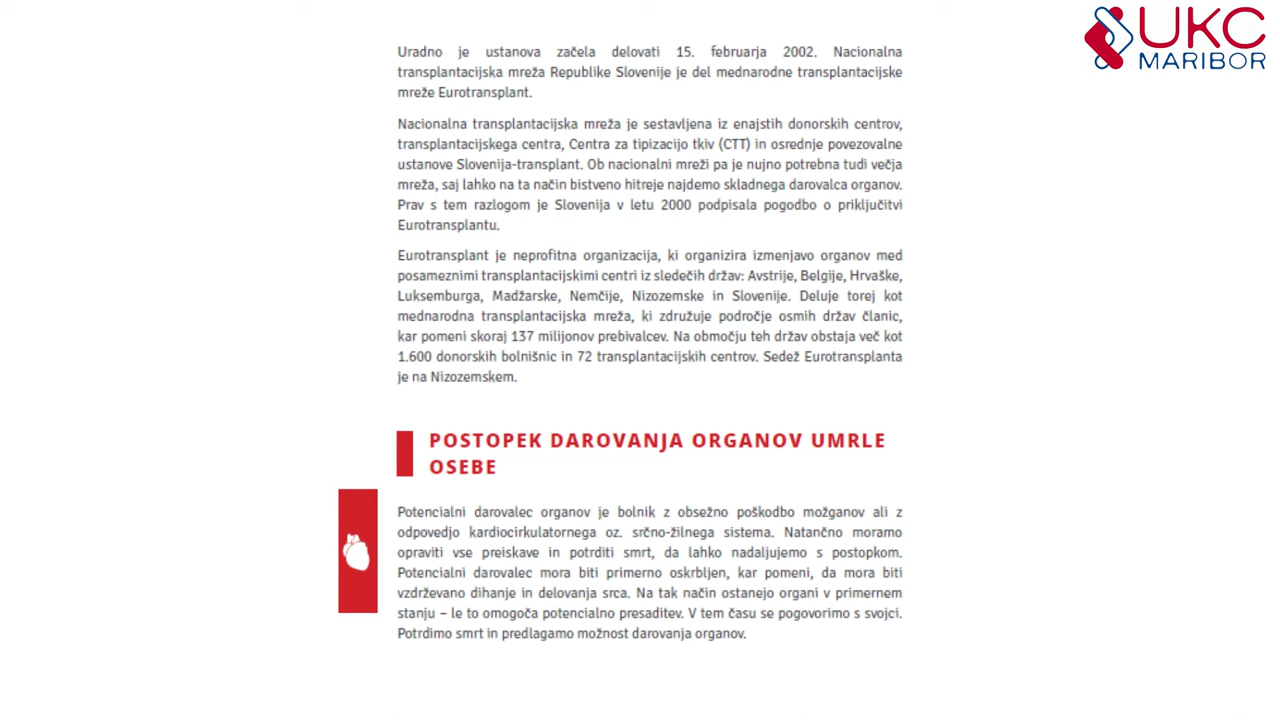 UKC
MARIBOR
Uradno je ustanova začela delovati 15. februarja 2002. Nacionalna
transplantacijska mreža Republike Slovenije je del mednarodne transplantacijske
mreže Eurotransplant.
Nacionalna transplantacijska mreža je sestavljena iz enajstih donorskih centrov,
transplantacijskega centra, Centra za tipizacijo tkiv (CTT) in osrednje povezovalne
ustanove Slovenija-transplant. Ob nacionalni mreži pa je nujno potrebna tudi večja
mreža, saj lahko na ta način bistveno hitreje najdemo skladnega darovalca organov.
Prav s tem razlogom je Slovenija v letu 2000 podpisala pogodbo o priključitvi
Eurotransplantu.
Eurotransplant je neprofitna organizacija, ki organizira izmenjavo organov med
posameznimi transplantacijskimi centri iz sledečih držav: Avstrije, Belgije, Hrvaške,
Luksemburga, Madžarske, Nemčije, Nizozemske in Slovenije. Deluje torej kot
mednarodna transplantacijska mreža, ki združuje področje osmih držav članic,
kar pomeni skoraj 137 milijonov prebivalcev. Na območju teh držav obstaja več kot
1.600 donorskih bolnišnic in 72 transplantacijskih centrov. Sedež Eurotransplanta
je na Nizozemskem.
POSTOPEK DAROVANJA ORGANOV UMRLE
OSEBE
Potencialni darovalec organov je bolnik z obsežno poškodbo možganov ali z
odpovedjo kardiocirkulatornega oz. srčno-žilnega sistema. Natančno moramo
opraviti vse preiskave in potrditi smrt, da lahko nadaljujemo s postopkom.
Potencialni darovalec mora biti primerno oskrbljen, kar pomeni, da mora biti
vzdrževano dihanje in delovanja srca. Na tak način ostanejo organi v primernem
stanju – le to omogoča potencialno presaditev. V tem času se pogovorimo s svojci.
Potrdimo smrt in predlagamo možnost darovanja organov.